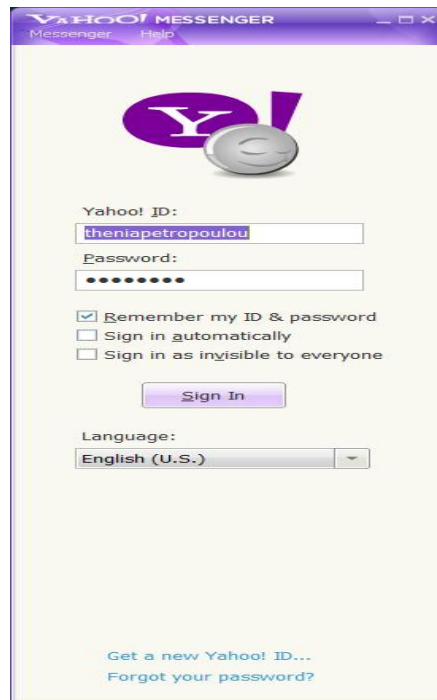 YAHOO! MESSENGER
Messenger Help
Y!
Yahoo! ID:
theniapetropoulou
Password:
••••••••
Remember my ID & password
Sign in automatically
Sign in as invisible to everyone
Sign In
Language:
English (U.S.)
Get a new Yahoo! ID...
Forgot your password?